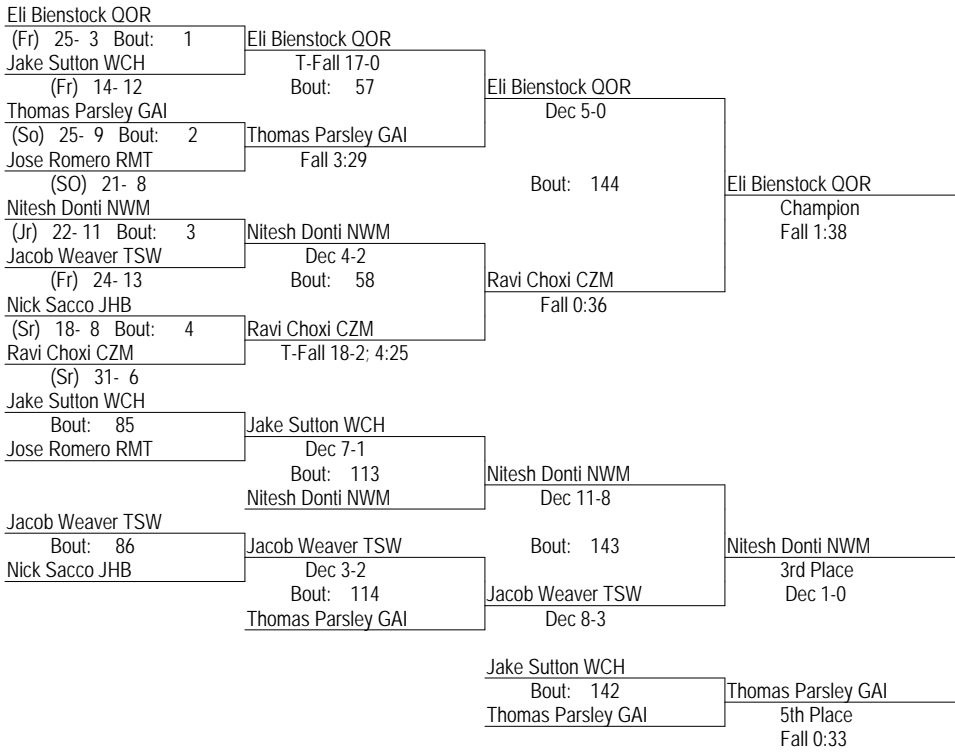 Eli Bienstock QOR
(Fr) 25- 3 Bout: 1 Eli Bienstock QOR
Jake Sutton WCH T-Fall 17-0
(Fr) 14- 12 Bout: 57 Eli Bienstock QOR
Thomas Parsley GAI Dec 5-0
(So) 25- 9 Bout: 2 Thomas Parsley GAI
Jose Romero RMT Fall 3:29
(SO) 21- 8 Bout: 144 Eli Bienstock QOR
Nitesh Donti NWM Champion
(Jr) 22- 11 Bout: 3 Nitesh Donti NWM Fall 1:38
Jacob Weaver TSW Dec 4-2
(Fr) 24- 13 Bout: 58 Ravi Choxi CZM
Nick Sacco JHB Fall 0:36
(Sr) 18- 8 Bout: 4 Ravi Choxi CZM
Ravi Choxi CZM T-Fall 18-2; 4:25
(Sr) 31- 6
Jake Sutton WCH
Bout: 85 Jake Sutton WCH
Jose Romero RMT Dec 7-1
Bout: 113 Nitesh Donti NWM
Nitesh Donti NWM Dec 11-8
Jacob Weaver TSW
Bout: 86 Jacob Weaver TSW Bout: 143 Nitesh Donti NWM
Nick Sacco JHB Dec 3-2 3rd Place
Bout: 114 Jacob Weaver TSW Dec 1-0
Thomas Parsley GAI Dec 8-3
Jake Sutton WCH
Bout: 142 Thomas Parsley GAI
Thomas Parsley GAI 5th Place
Fall 0:33